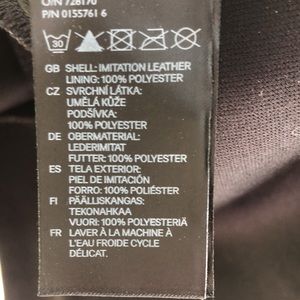 O/N 728170
P/N 0155761 6
30
GB SHELL: IMITATION LEATHER
LINING: 100% POLYESTER
CZ SVRCHNÍ LÁTKA:
UMĚLÁ KŮŽE
PODŠÍVKA:
100% POLYESTER
DE OBERMATERIAL:
LEDERIMITAT
FUTTER: 100% POLYESTER
ES TELA EXTERIOR:
PIEL DE IMITACIÓN
FORRO: 100% POLIÉSTER
FI PÄÄLLISKANGAS:
TEKONAHKAA
VUORI: 100% POLYESTERIÄ
FR LAVER À LA MACHINE À
L'EAU FROIDE CYCLE
DÉLICAT.